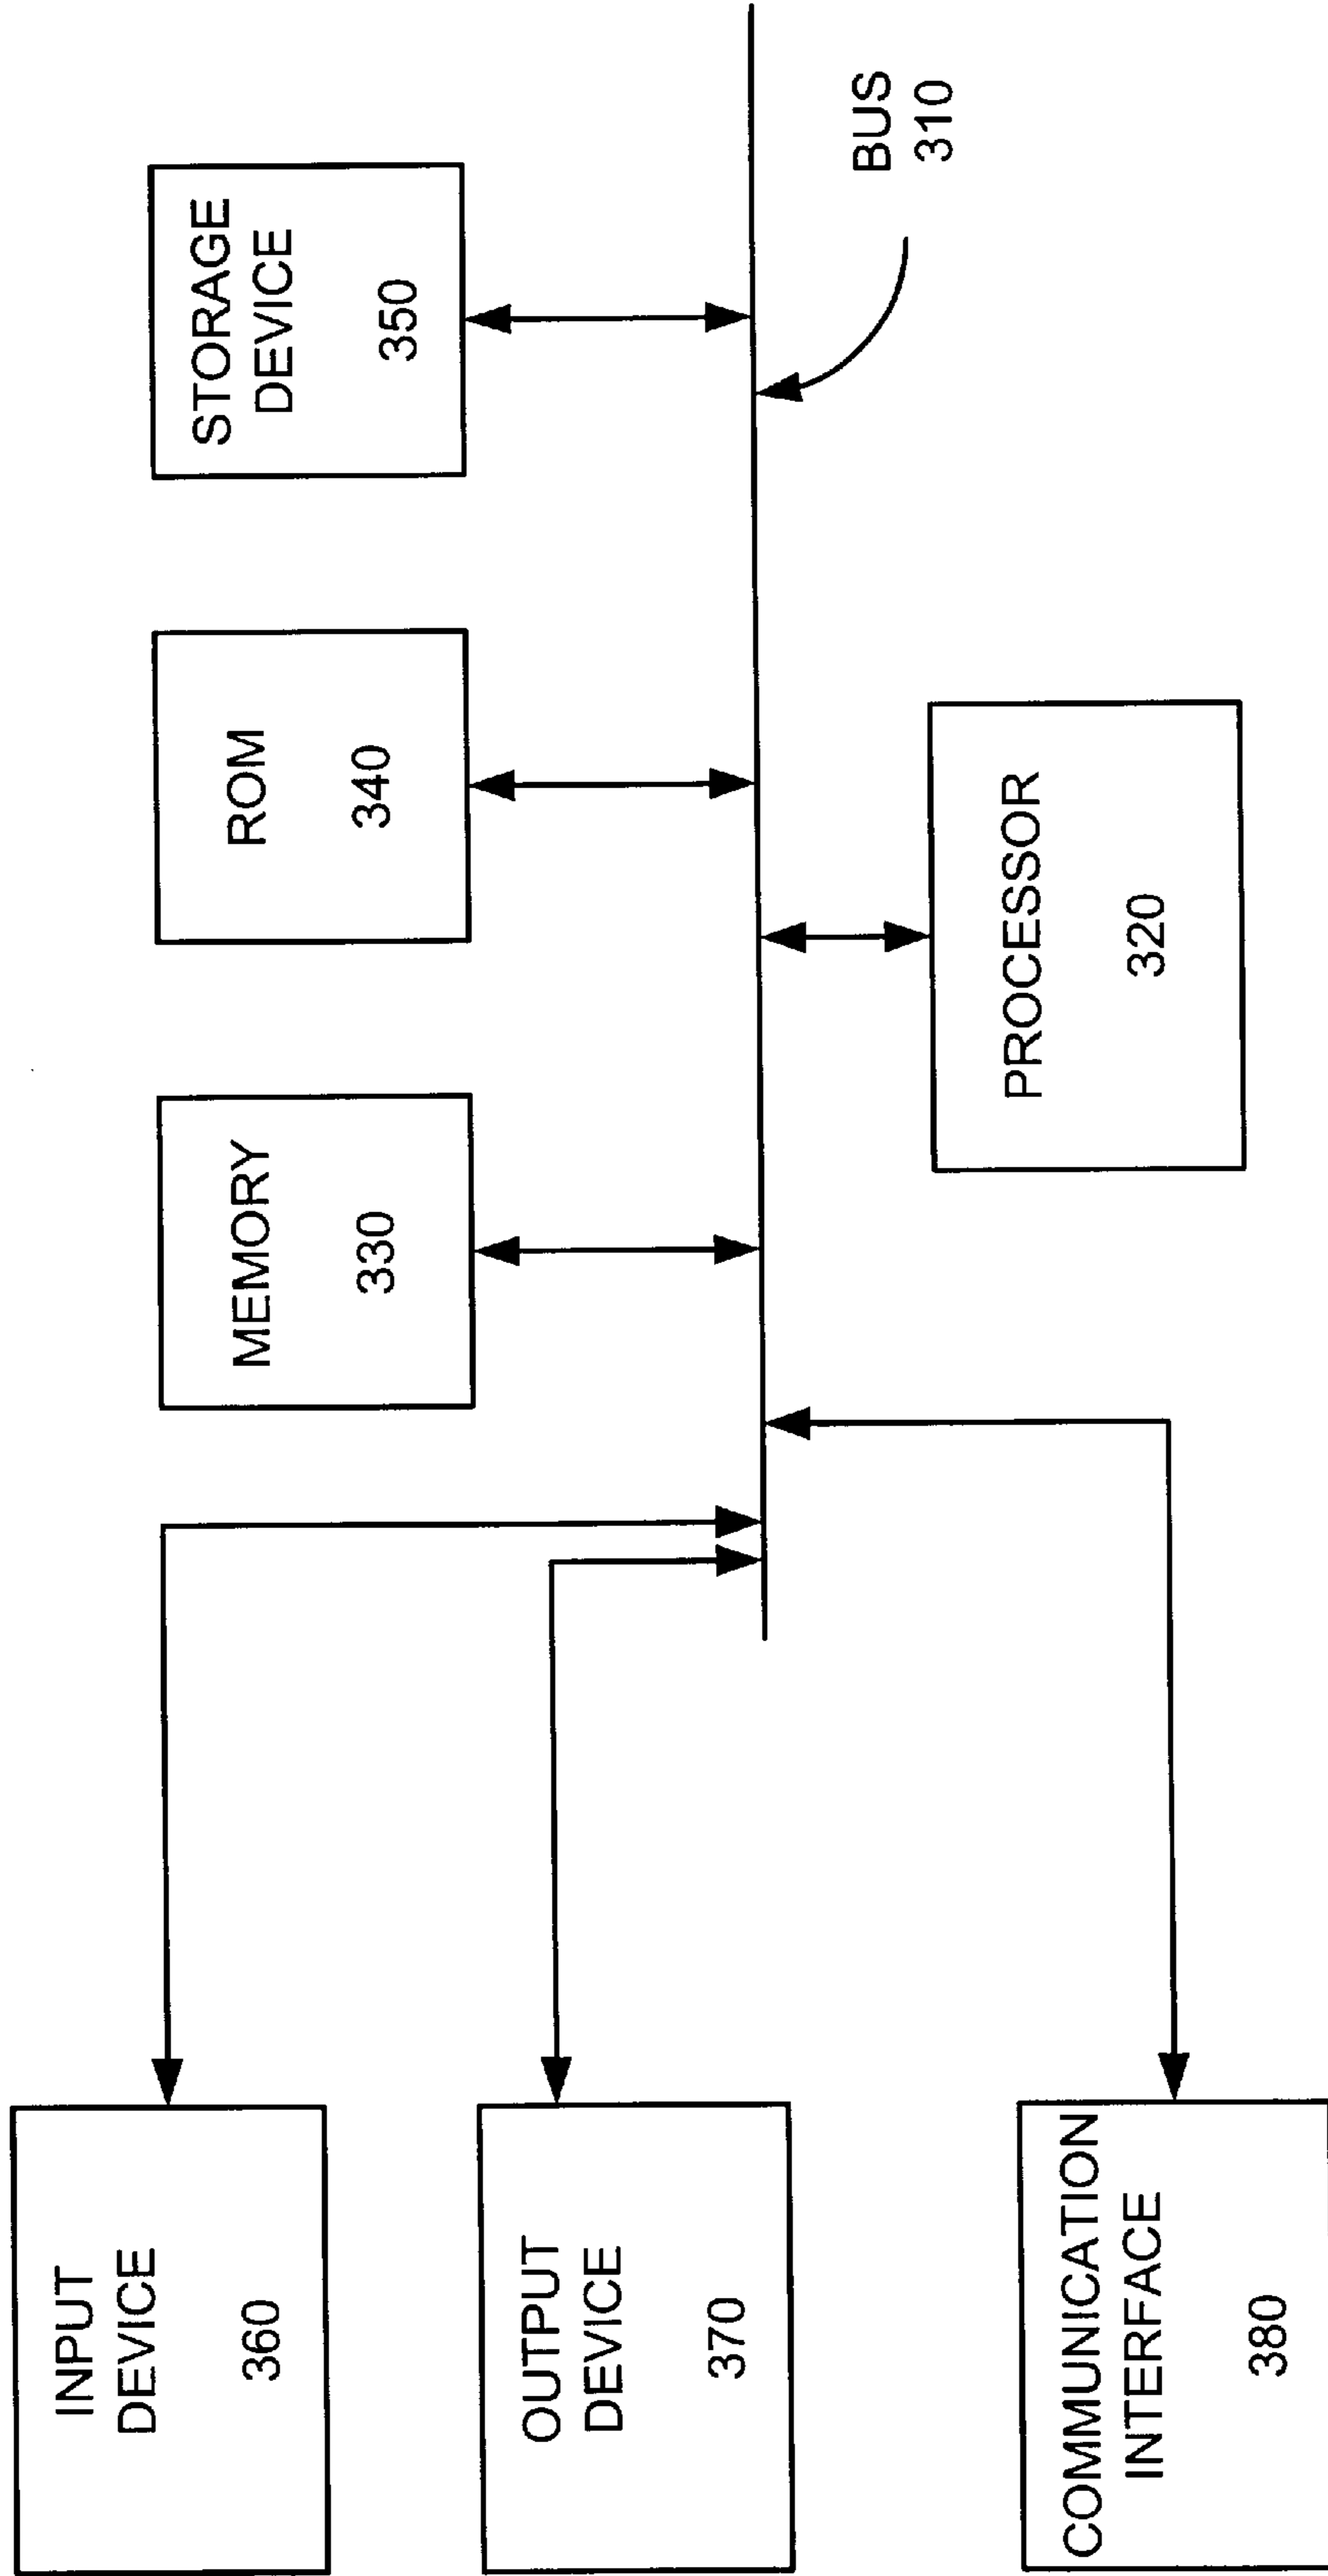 INPUT
DEVICE
360
OUTPUT
DEVICE
370
COMMUNICATION
INTERFACE
380
MEMORY
330
ROM
340
STORAGE
DEVICE
350
PROCESSOR
320
BUS
310